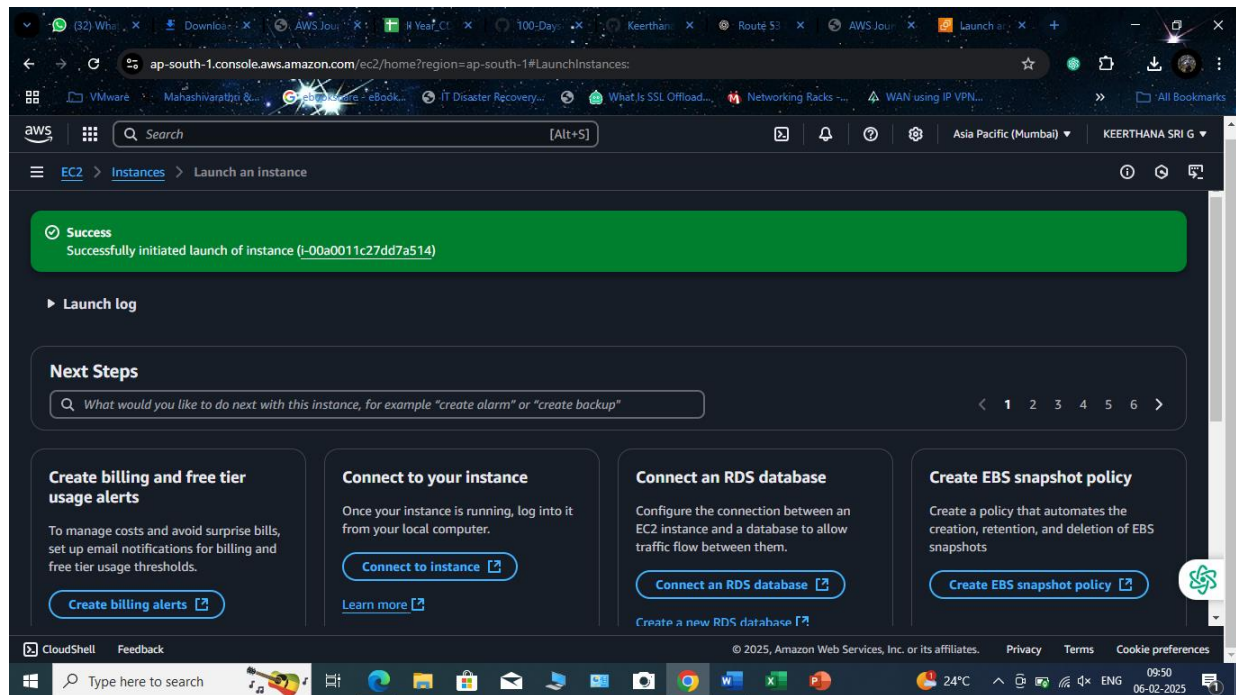 (32) Wha
Downloa
AWS Jour
II Year_CS
100-Days
Keerthana
Route 53
AWS Jour
Launch an
ap-south-1.console.aws.amazon.com/ec2/home?region=ap-south-1#LaunchInstances:
VMware
Mahashivarathri &...
- eBook...
IT Disaster Recovery...
What Is SSL Offload...
Networking Racks -...
WAN using IP VPN...
»
All Bookmarks
aws
Search
[Alt+S]
Asia Pacific (Mumbai)
KEERTHANA SRI G
EC2 > Instances > Launch an instance
Success
Successfully initiated launch of instance (i-00a0011c27dd7a514)
Launch log
Next Steps
What would you like to do next with this instance, for example "create alarm" or "create backup"
1 2 3 4 5 6
Create billing and free tier
usage alerts
To manage costs and avoid surprise bills,
set up email notifications for billing and
free tier usage thresholds.
Create billing alerts
Connect to your instance
Once your instance is running, log into it
from your local computer.
Connect to instance
Learn more
Connect an RDS database
Configure the connection between an
EC2 instance and a database to allow
traffic flow between them.
Connect an RDS database
Create a new RDS database
Create EBS snapshot policy
Create a policy that automates the
creation, retention, and deletion of EBS
snapshots
Create EBS snapshot policy
CloudShell
Feedback
© 2025, Amazon Web Services, Inc. or its affiliates.
Privacy
Terms
Cookie preferences
Type here to search
24°C
ENG
09:50
06-02-2025